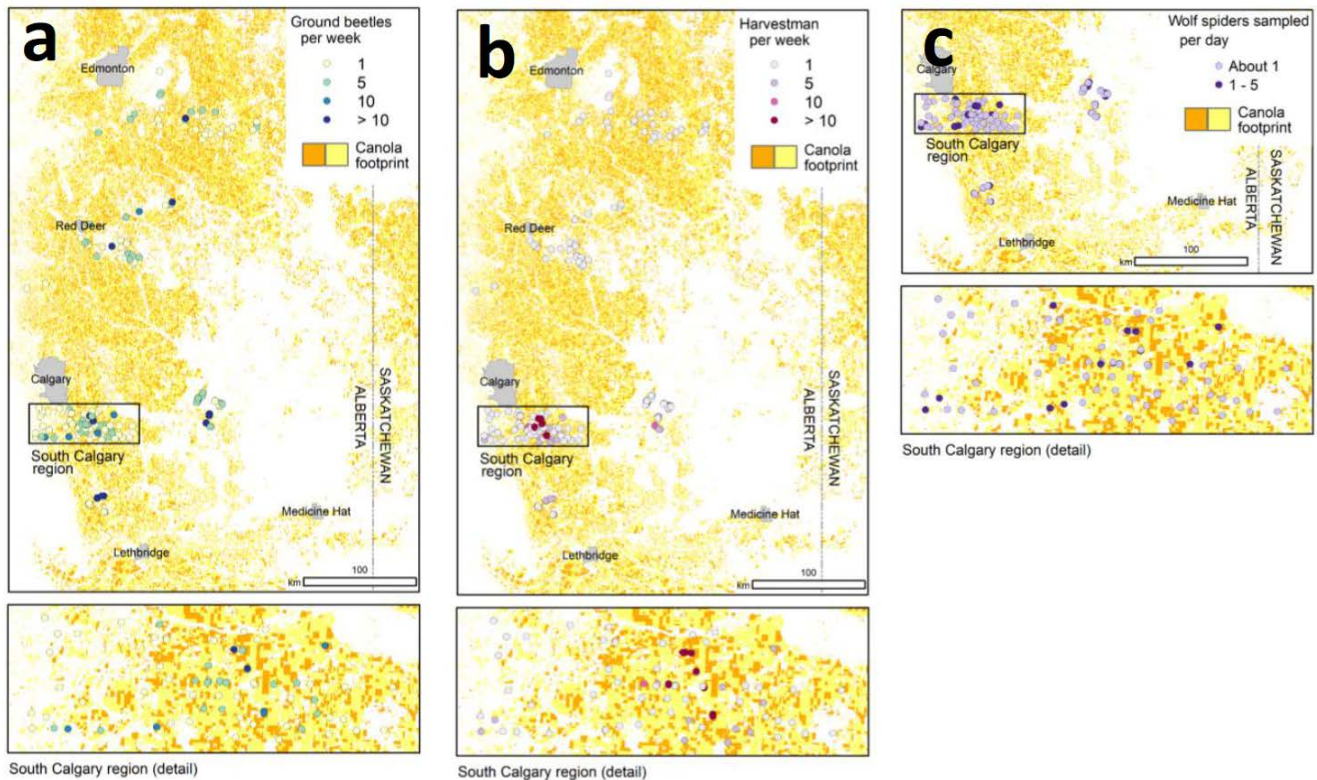 a
Ground beetles
per week
1
5
10
> 10
Canola
footprint
Edmonton
Red Deer
Calgary
South Calgary
region
SASKATCHEWAN
ALBERTA
Medicine Hat
Lethbridge
100
km
South Calgary region (detail)
b
Harvestman
per week
1
5
10
> 10
Canola
footprint
Edmonton
Red Deer
Calgary
South Calgary
region
SASKATCHEWAN
ALBERTA
Medicine Hat
Lethbridge
100
km
South Calgary region (detail)
c
Wolf spiders sampled
per day
About 1
1 - 5
Canola
footprint
Calgary
South Calgary
region
SASKATCHEWAN
ALBERTA
Medicine Hat
Lethbridge
100
km
South Calgary region (detail)